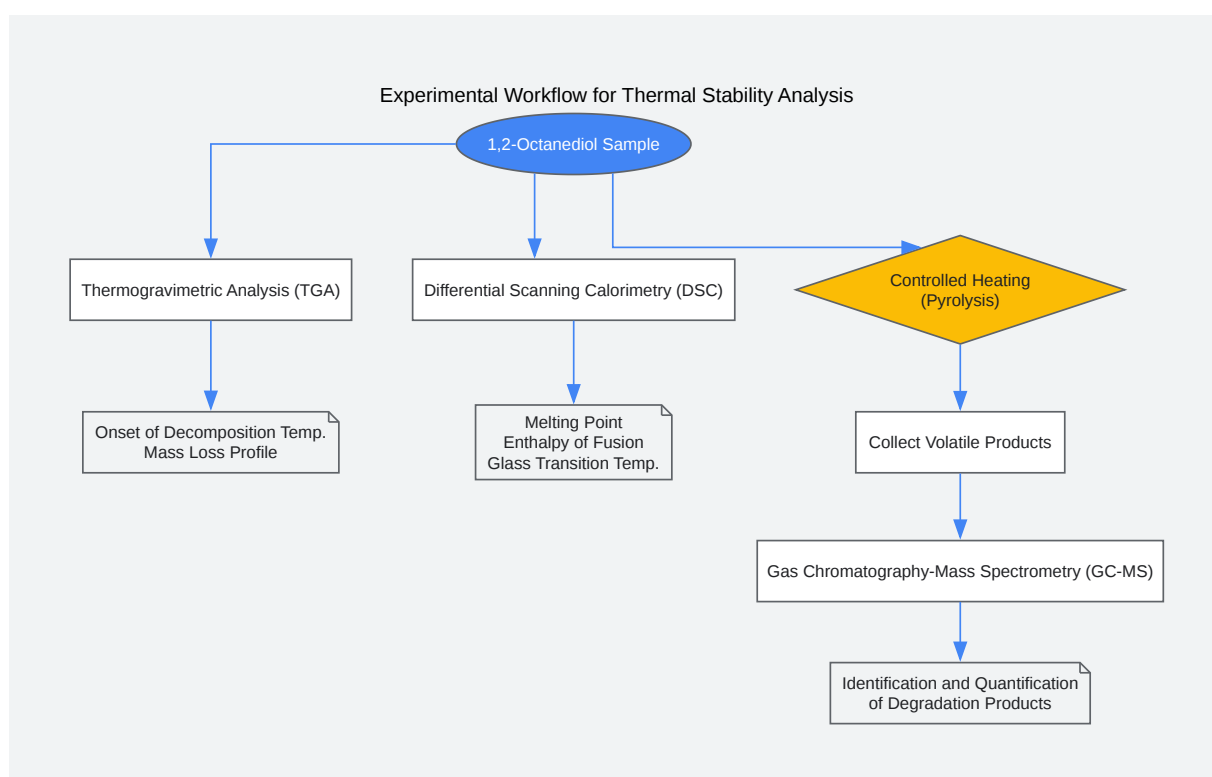 Experimental Workflow for Thermal Stability Analysis
1,2-Octanediol Sample
Thermogravimetric Analysis (TGA)
Differential Scanning Calorimetry (DSC)
Controlled Heating
(Pyrolysis)
Onset of Decomposition Temp.
Mass Loss Profile
Melting Point
Enthalpy of Fusion
Glass Transition Temp.
Collect Volatile Products
Gas Chromatography-Mass Spectrometry (GC-MS)
Identification and Quantification
of Degradation Products